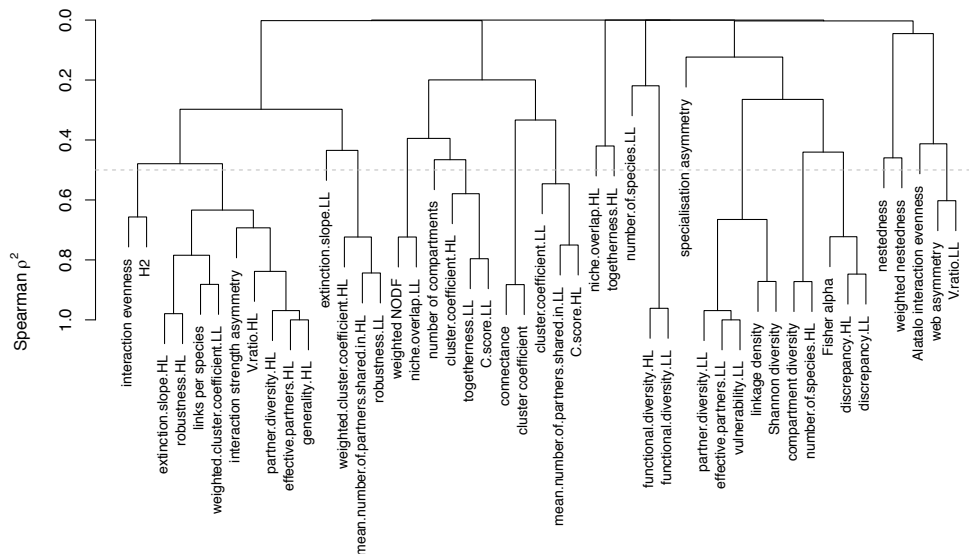 Spearman ρ²
0.0
0.2
0.4
0.6
0.8
1.0
interaction evenness
H2
extinction.slope.HL
robustness.HL
links per species
weighted.cluster.coefficient.LL
interaction strength asymmetry
V.ratio.HL
partner.diversity.HL
effective.partners.HL
generality.HL
extinction.slope.LL
weighted.cluster.coefficient.HL
mean.number.of.partners.shared.in.HL
robustness.LL
weighted NODF
niche.overlap.LL
number of compartments
cluster.coefficient.HL
togetherness.LL
C.score.LL
connectance
cluster coefficient
cluster.coefficient.LL
mean.number.of.partners.shared.in.LL
C.score.HL
niche.overlap.HL
togetherness.HL
number.of.species.LL
functional.diversity.HL
functional.diversity.LL
specialisation asymmetry
partner.diversity.LL
effective.partners.LL
vulnerability.LL
linkage density
Shannon diversity
compartment diversity
number.of.species.HL
Fisher alpha
discrepancy.HL
discrepancy.LL
nestedness
weighted nestedness
Alatalo interaction evenness
web asymmetry
V.ratio.LL